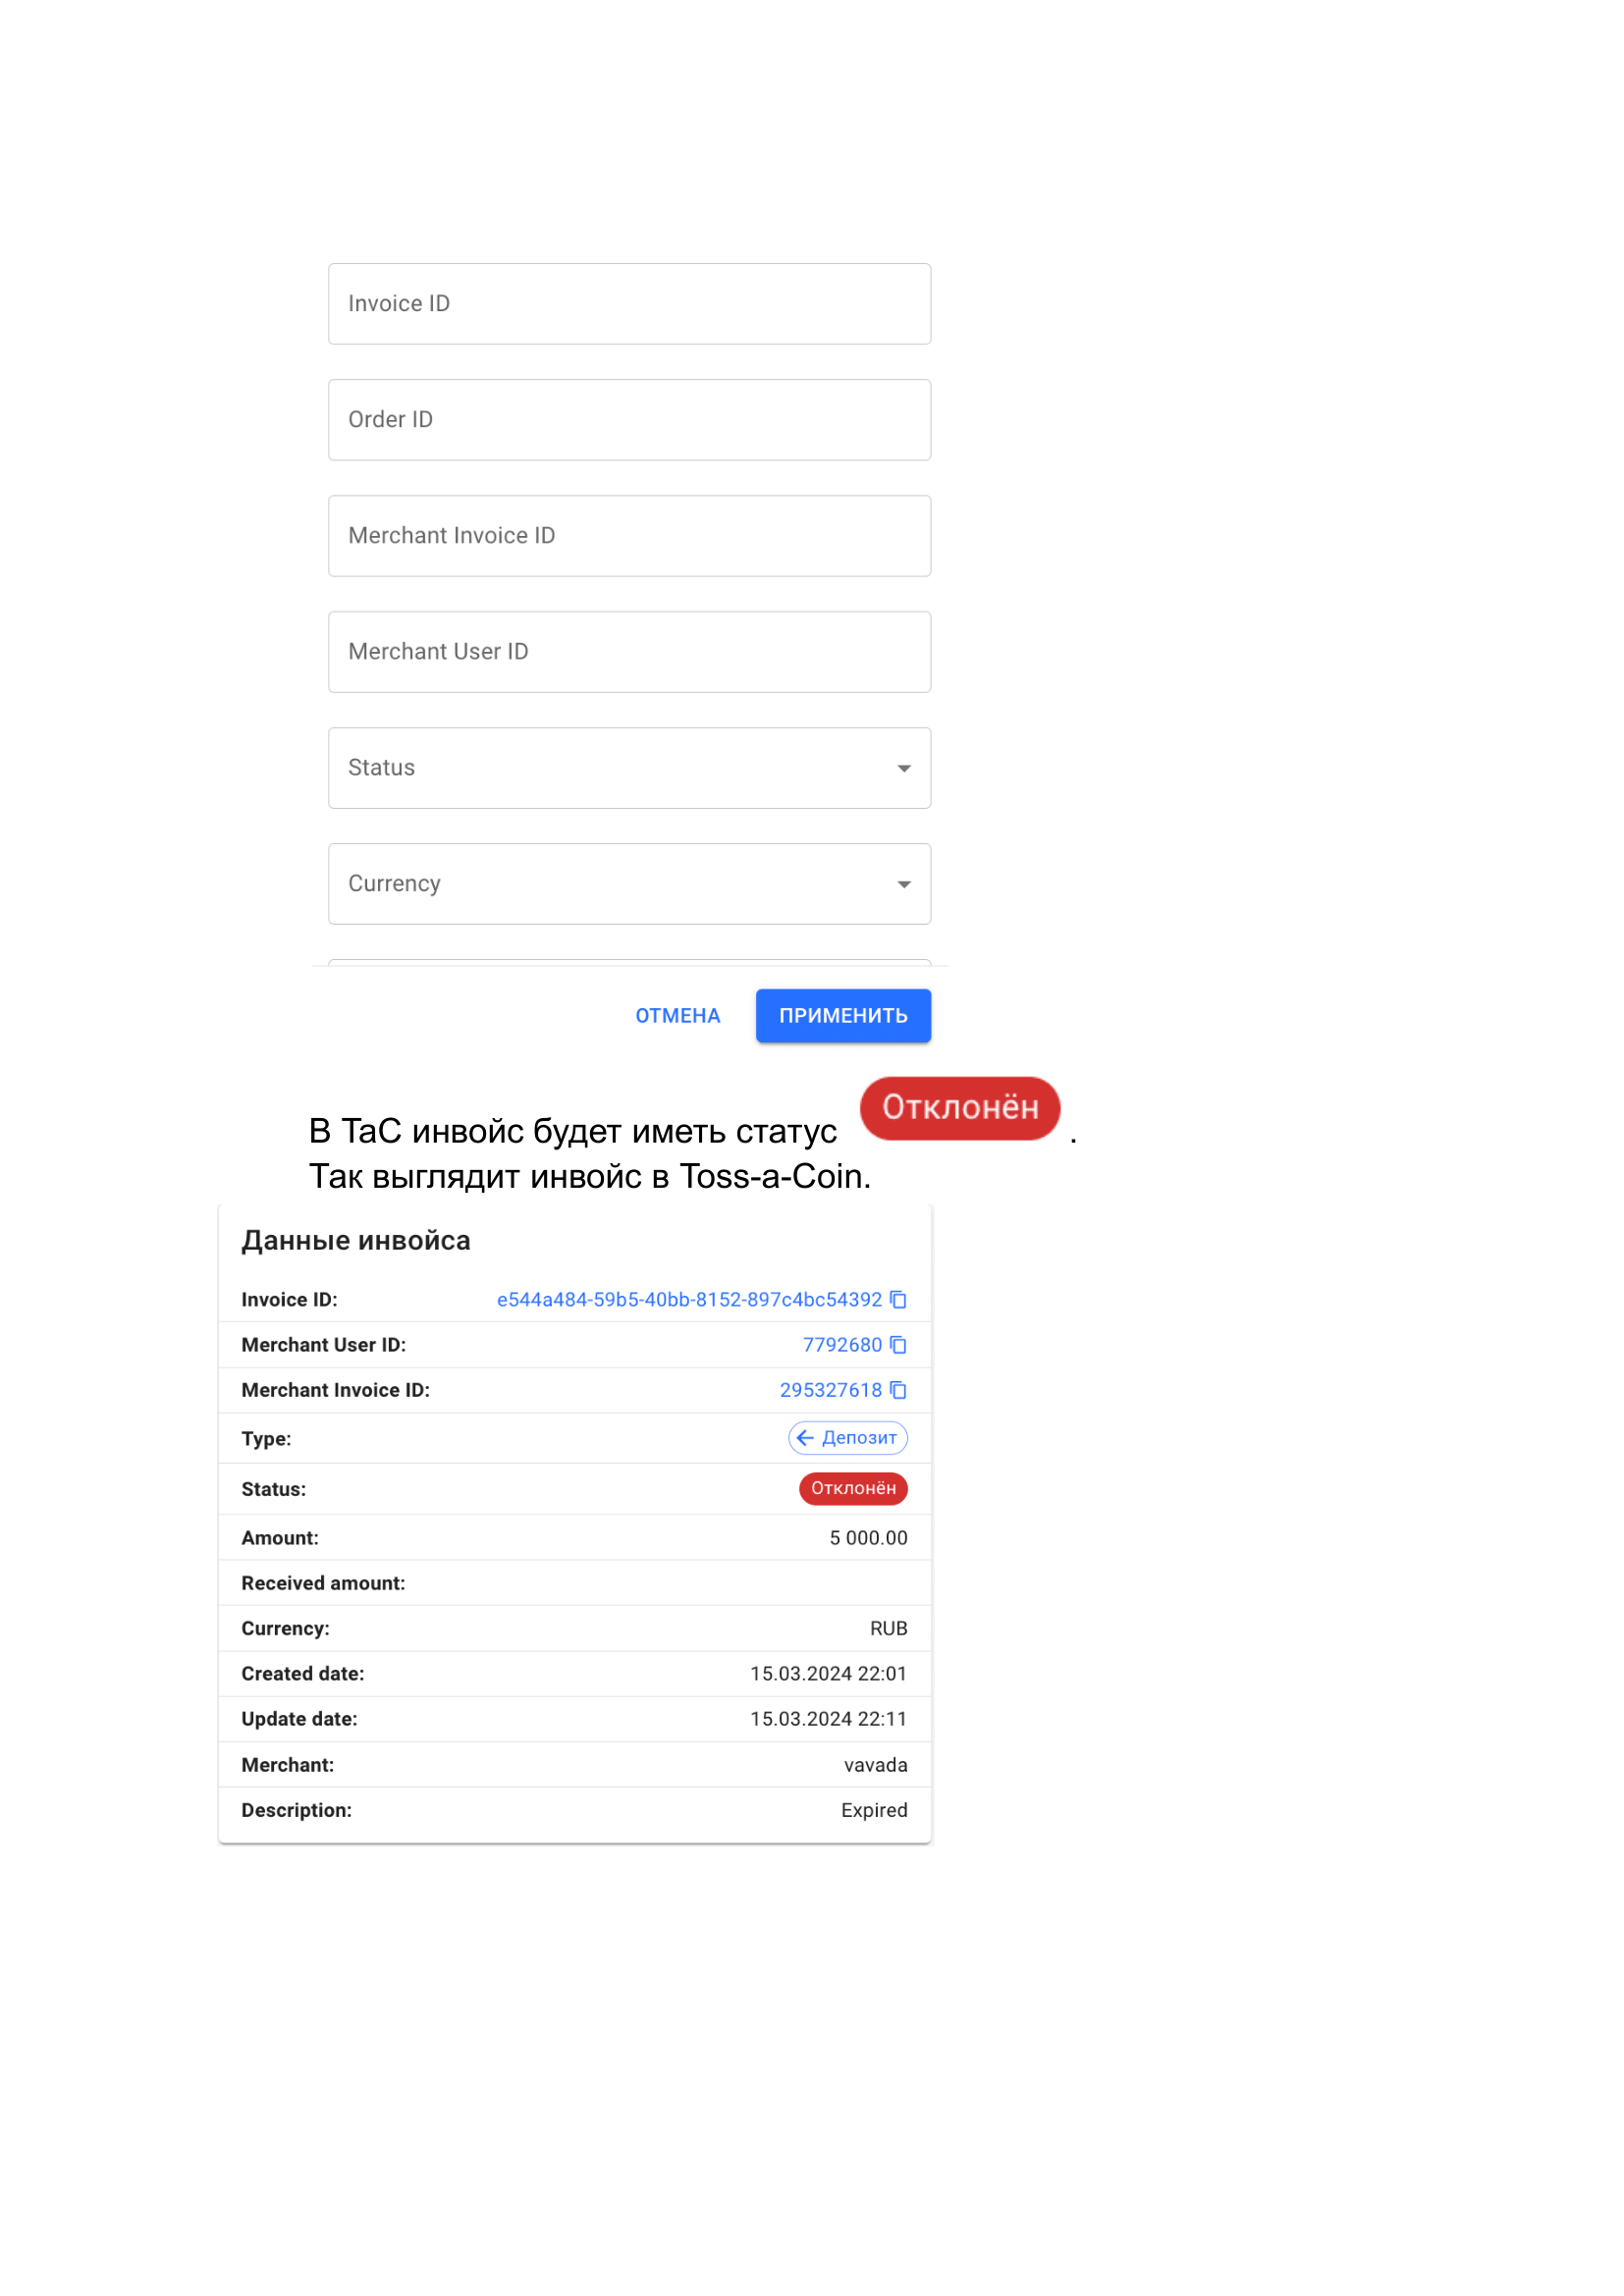 Invoice ID
Order ID
Merchant Invoice ID
Merchant User ID
Status
Currency
ОТМЕНА ПРИМЕНИТЬ
В TaC инвойс будет иметь статус Отклонён .
Так выглядит инвойс в Toss-a-Coin.
Данные инвойса
Invoice ID: e544a484-59b5-40bb-8152-897c4bc54392
Merchant User ID: 7792680
Merchant Invoice ID: 295327618
Type: Депозит
Status: Отклонён
Amount: 5 000.00
Received amount:
Currency: RUB
Created date: 15.03.2024 22:01
Update date: 15.03.2024 22:11
Merchant: vavada
Description: Expired